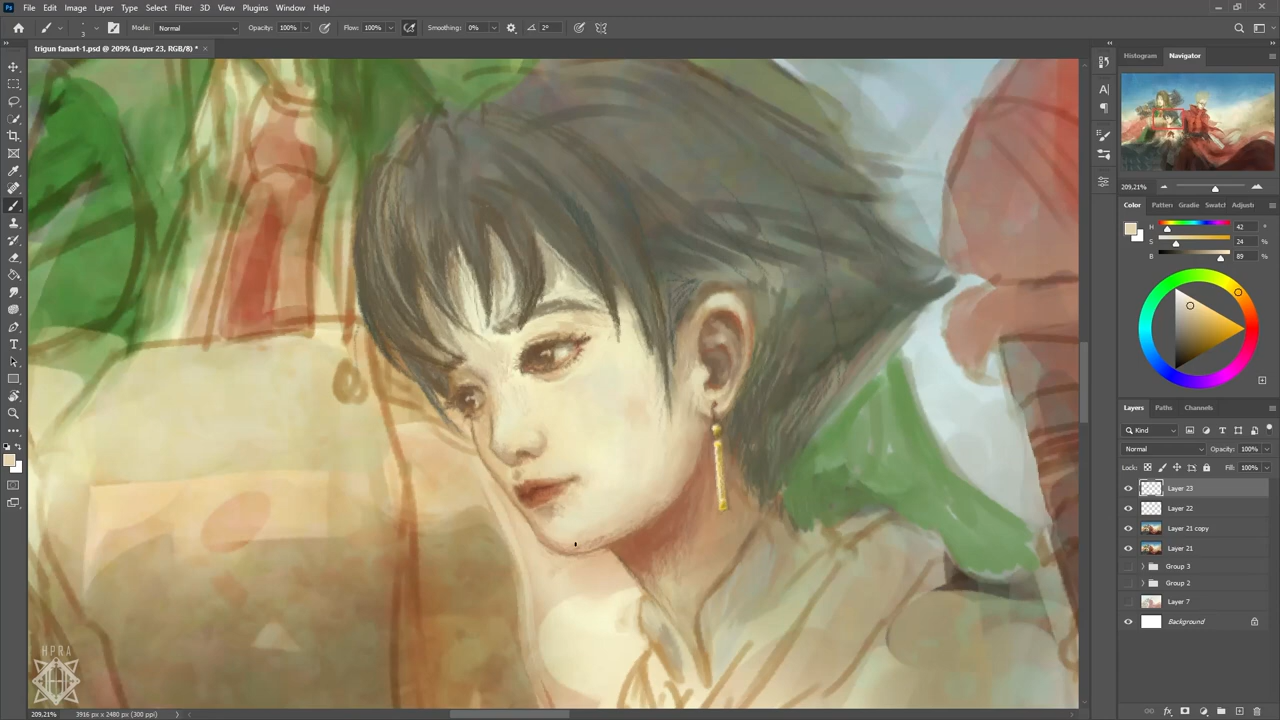 File Edit Image Layer Type Select Filter 3D View Plugins Window Help
3 Mode: Normal Opacity: 100% Flow: 100% Smoothing: 0% 2°
trigun fanart-1.psd @ 209% (Layer 23, RGB/8) *
Histogram Navigator
209,21%
Color Pattern Gradie Swatcl Adjustr
H 42 °
S 24 %
B 89 %
Layers Paths Channels
Kind
Normal Opacity: 100%
Lock: Fill: 100%
Layer 23
Layer 22
Layer 21 copy
Layer 21
Group 3
Group 2
Layer 7
Background
HPRA
209,21% 3916 px x 2480 px (300 ppi)